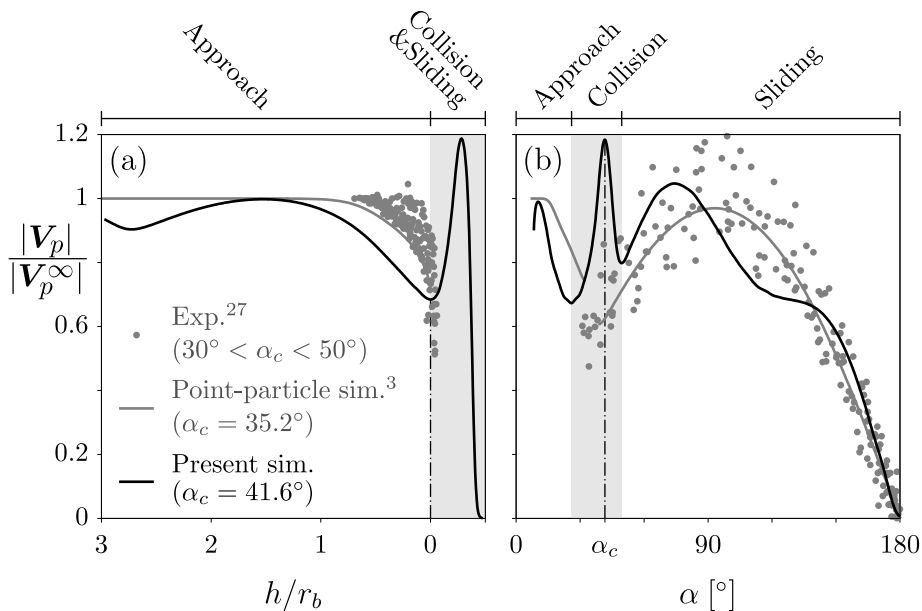 Approach
Collision
&Sliding
Approach
Collision
Sliding
(a)
(b)
1.2
1
0.6
0.2
0
|V_p|
|V_p^∞|
Exp.²⁷
(30° < α_c < 50°)
Point-particle sim.³
(α_c = 35.2°)
Present sim.
(α_c = 41.6°)
3 2 1 0
0 α_c 90 180
h/r_b
α [°]